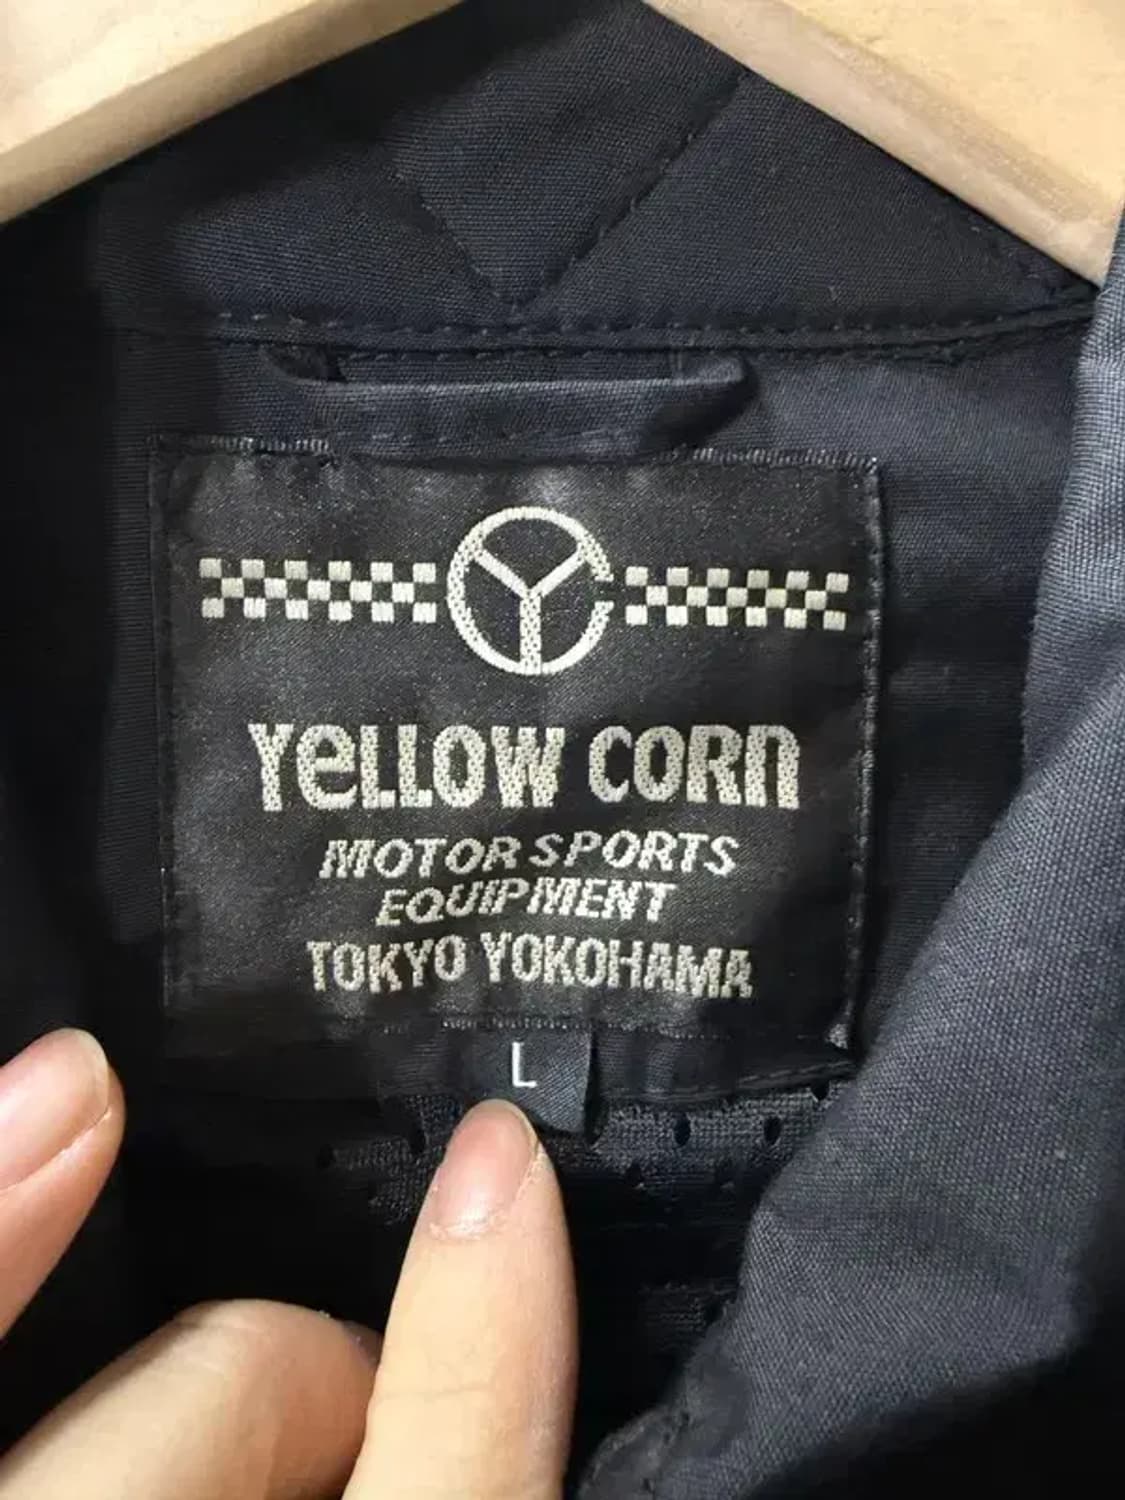 YeLLOW CORn
MOTOR SPORTS
EQUIPMENT
TOKYO YOKOHAMA
L